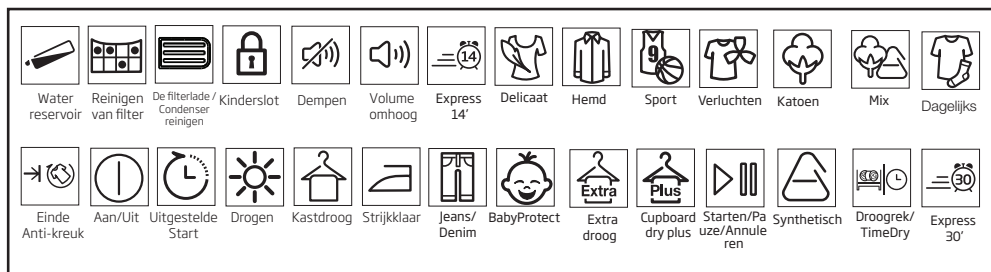 14
9
Water
reservoir
Reinigen
van filter
De filterlade /
Condenser
reinigen
Kinderslot
Dempen
Volume
omhoog
Express
14'
Delicaat
Hemd
Sport
Verluchten
Katoen
Mix
Dagelijks
Extra
Plus
30
Einde
Anti-kreuk
Aan/Uit
Uitgestelde
Start
Drogen
Kastdroog
Strijkklaar
Jeans/
Denim
BabyProtect
Extra
droog
Cupboard
dry plus
Starten/Pa
uze/Annule
ren
Synthetisch
Droogrek/
TimeDry
Express
30'